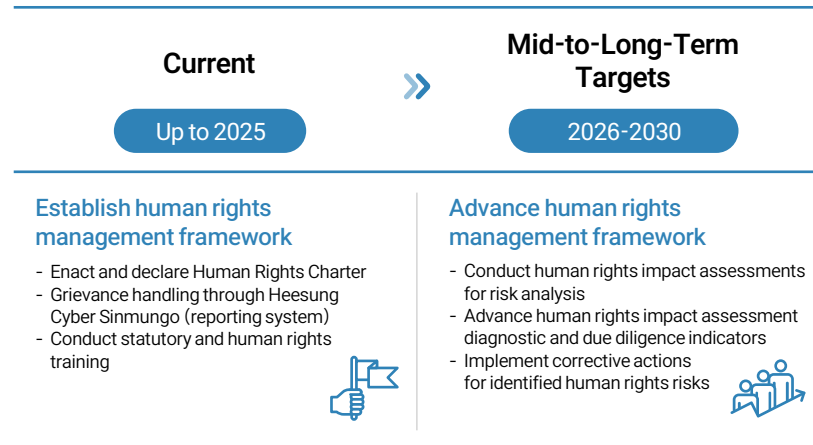 Current
Up to 2025
Mid-to-Long-Term
Targets
2026-2030
Establish human rights
management framework
- Enact and declare Human Rights Charter
- Grievance handling through Heesung
Cyber Sinmungo (reporting system)
- Conduct statutory and human rights
training
Advance human rights
management framework
- Conduct human rights impact assessments
for risk analysis
- Advance human rights impact assessment
diagnostic and due diligence indicators
- Implement corrective actions
for identified human rights risks